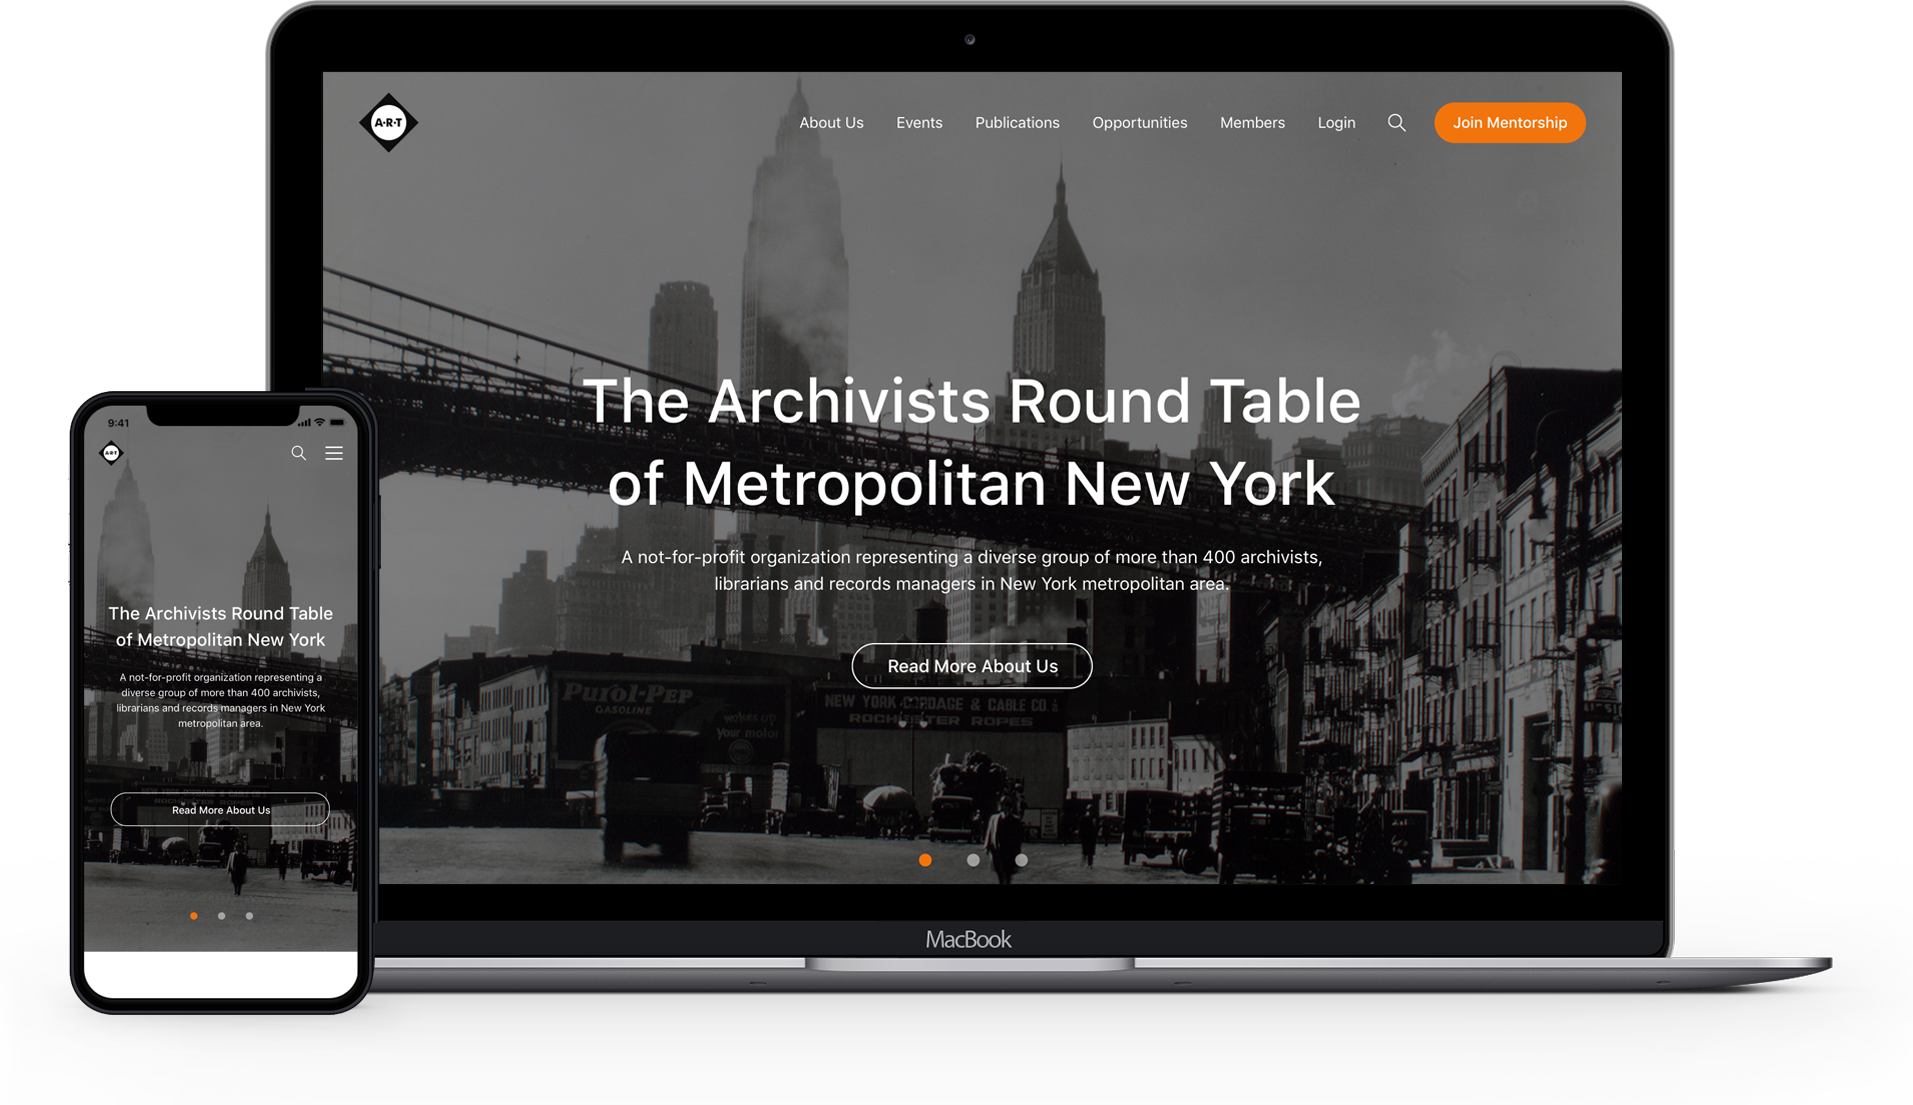 A·R·T
About Us
Events
Publications
Opportunities
Members
Login
Join Mentorship
The Archivists Round Table
of Metropolitan New York
A not-for-profit organization representing a diverse group of more than 400 archivists,
librarians and records managers in New York metropolitan area.
Read More About Us
Purol-Pep
GASOLINE
wakes up
Your motor
NEW YORK CORDAGE & CABLE CO
ROCHESTER ROPES
MacBook
9:41
A·R·T
The Archivists Round Table
of Metropolitan New York
A not-for-profit organization representing a
diverse group of more than 400 archivists,
librarians and records managers in New York
metropolitan area.
Read More About Us